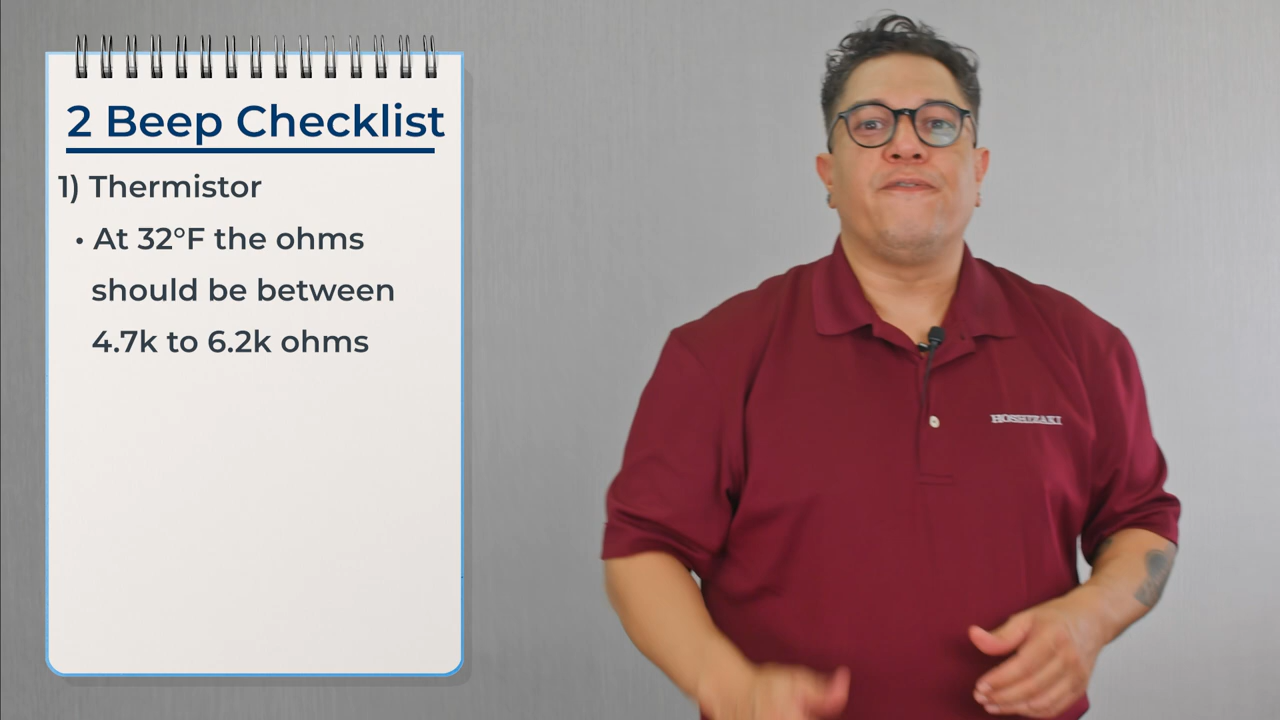 2 Beep Checklist
1) Thermistor
• At 32°F the ohms
should be between
4.7k to 6.2k ohms
HOSHIZAKI